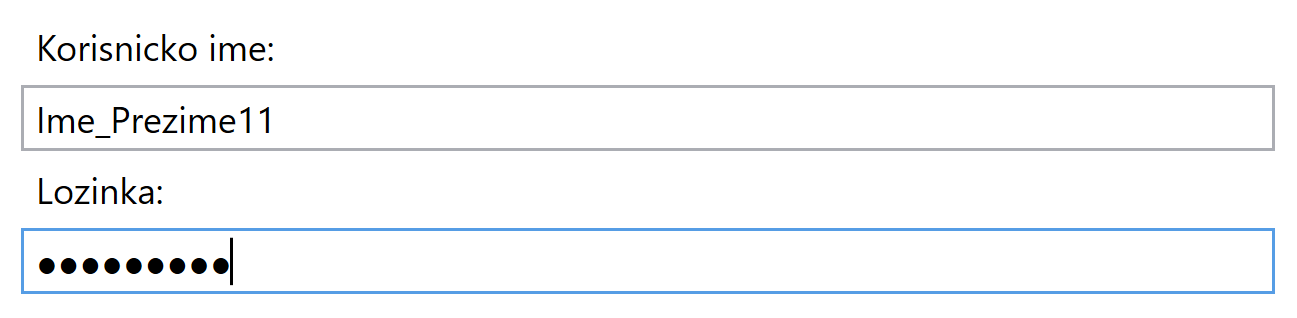 Korisnicko ime:
Ime_Prezime11
Lozinka:
●●●●●●●●●